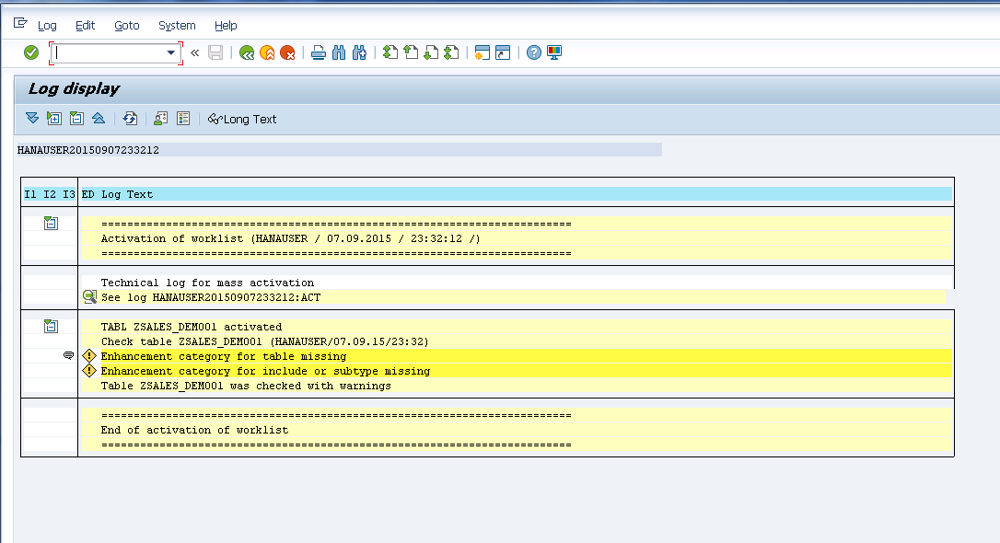 Log Edit Goto System Help
Log display
Long Text
HANAUSER20150907233212
I1 I2 I3 ED Log Text
=========================================================================
Activation of worklist (HANAUSER / 07.09.2015 / 23:32:12 /)
=========================================================================
Technical log for mass activation
See log HANAUSER20150907233212:ACT
TABL ZSALES_DEMO01 activated
Check table ZSALES_DEMO01 (HANAUSER/07.09.15/23:32)
Enhancement category for table missing
Enhancement category for include or subtype missing
Table ZSALES_DEMO01 was checked with warnings
=========================================================================
End of activation of worklist
=========================================================================